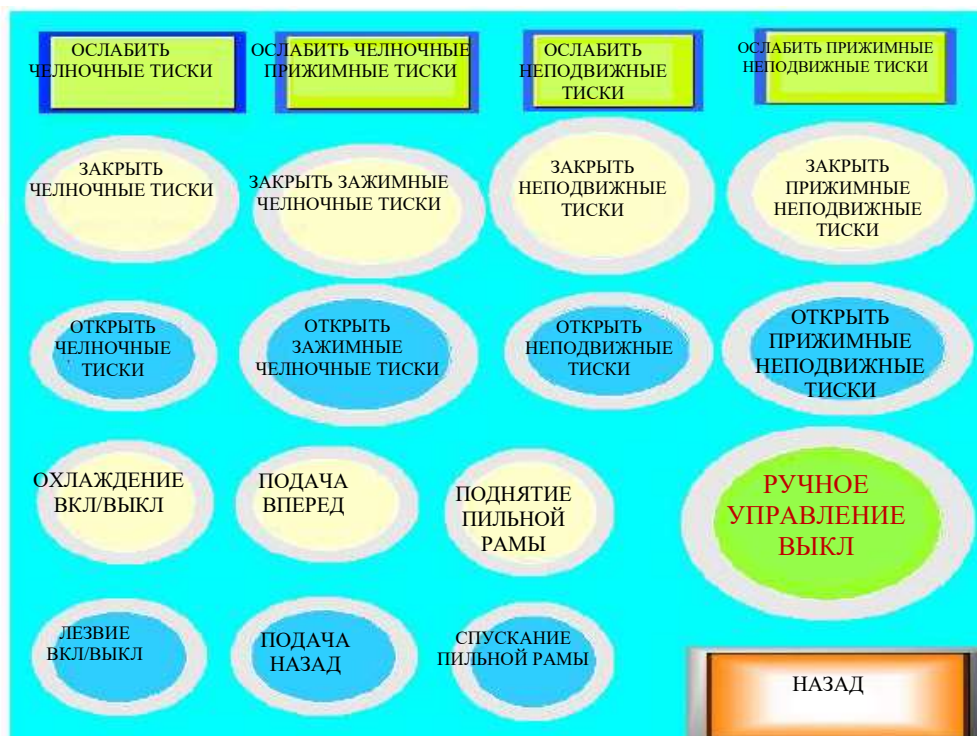 ОСЛАБИТЬ
ЧЕЛНОЧНЫЕ ТИСКИ
ОСЛАБИТЬ ЧЕЛНОЧНЫЕ
ПРИЖИМНЫЕ ТИСКИ
ОСЛАБИТЬ
НЕПОДВИЖНЫЕ
ТИСКИ
ОСЛАБИТЬ ПРИЖИМНЫЕ
НЕПОДВИЖНЫЕ ТИСКИ
ЗАКРЫТЬ
ЧЕЛНОЧНЫЕ ТИСКИ
ЗАКРЫТЬ ЗАЖИМНЫЕ
ЧЕЛНОЧНЫЕ ТИСКИ
ЗАКРЫТЬ
НЕПОДВИЖНЫЕ
ТИСКИ
ЗАКРЫТЬ
ПРИЖИМНЫЕ
НЕПОДВИЖНЫЕ
ТИСКИ
ОТКРЫТЬ
ЧЕЛНОЧНЫЕ
ТИСКИ
ОТКРЫТЬ
ЗАЖИМНЫЕ
ЧЕЛНОЧНЫЕ ТИСКИ
ОТКРЫТЬ
НЕПОДВИЖНЫЕ
ТИСКИ
ОТКРЫТЬ
ПРИЖИМНЫЕ
НЕПОДВИЖНЫЕ
ТИСКИ
ОХЛАЖДЕНИЕ
ВКЛ/ВЫКЛ
ПОДАЧА
ВПЕРЕД
ПОДНЯТИЕ
ПИЛЬНОЙ
РАМЫ
РУЧНОЕ
УПРАВЛЕНИЕ
ВЫКЛ
ЛЕЗВИЕ
ВКЛ/ВЫКЛ
ПОДАЧА
НАЗАД
СПУСКАНИЕ
ПИЛЬНОЙ РАМЫ
НАЗАД